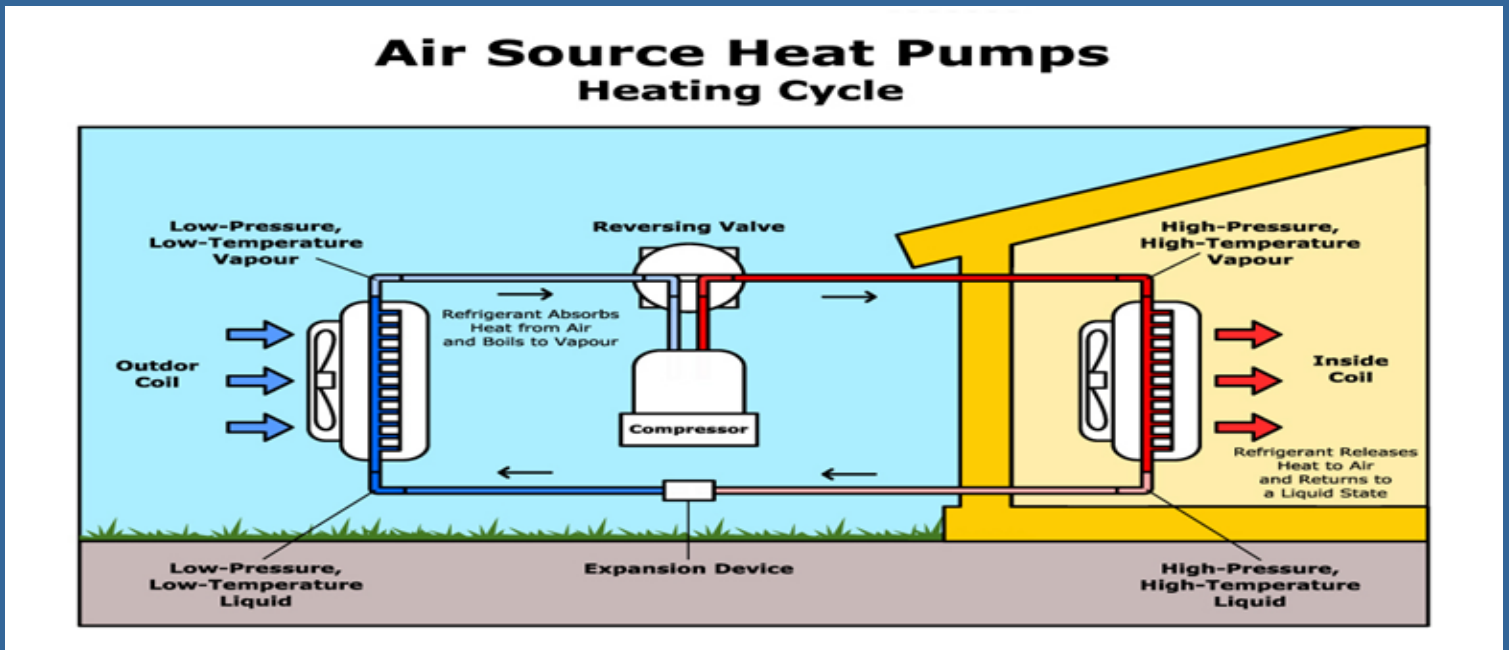 Air Source Heat Pumps
Heating Cycle
Low-Pressure,
Low-Temperature
Vapour
Reversing Valve
High-Pressure,
High-Temperature
Vapour
Refrigerant Absorbs
Heat from Air
and Boils to Vapour
Outdor
Coil
Inside
Coil
Compressor
Refrigerant Releases
Heat to Air
and Returns to
a Liquid State
Low-Pressure,
Low-Temperature
Liquid
Expansion Device
High-Pressure,
High-Temperature
Liquid